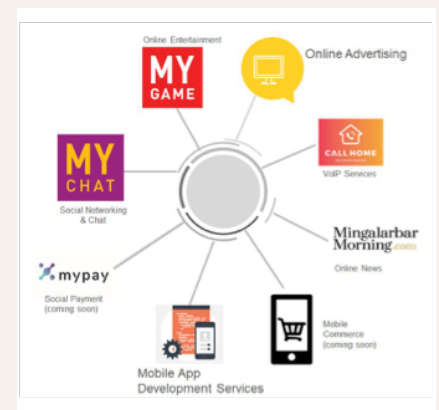 Online Entertainment
MY
GAME
Online Advertising
CALL HOME
VoIP Services
MY
CHAT
Social Networking
& Chat
Mingalarbar
Morning.com
Online News
mypay
Social Payment
(coming soon)
Mobile
Commerce
(coming soon)
Mobile App
Development Services